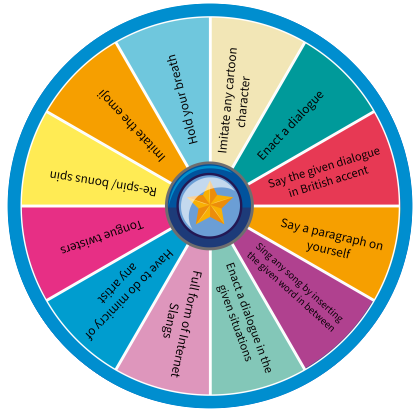 Imitate any cartoon
character
Enact a dialogue
Say the given dialogue
in British accent
Say a paragraph on
yourself
Sing any song by inserting
the given word in between
Enact a dialogue in the
given situations
Full form of Internet
Slangs
Have to do mimicry of
any artist
Tongue twisters
Re-spin/ bonus spin
Imitate the emoji
Hold your breath